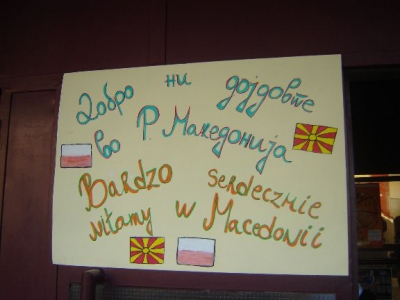 Добро ни дојдовте
во Р. Македонија
Bardzo serdecznie
witamy w Macedonii